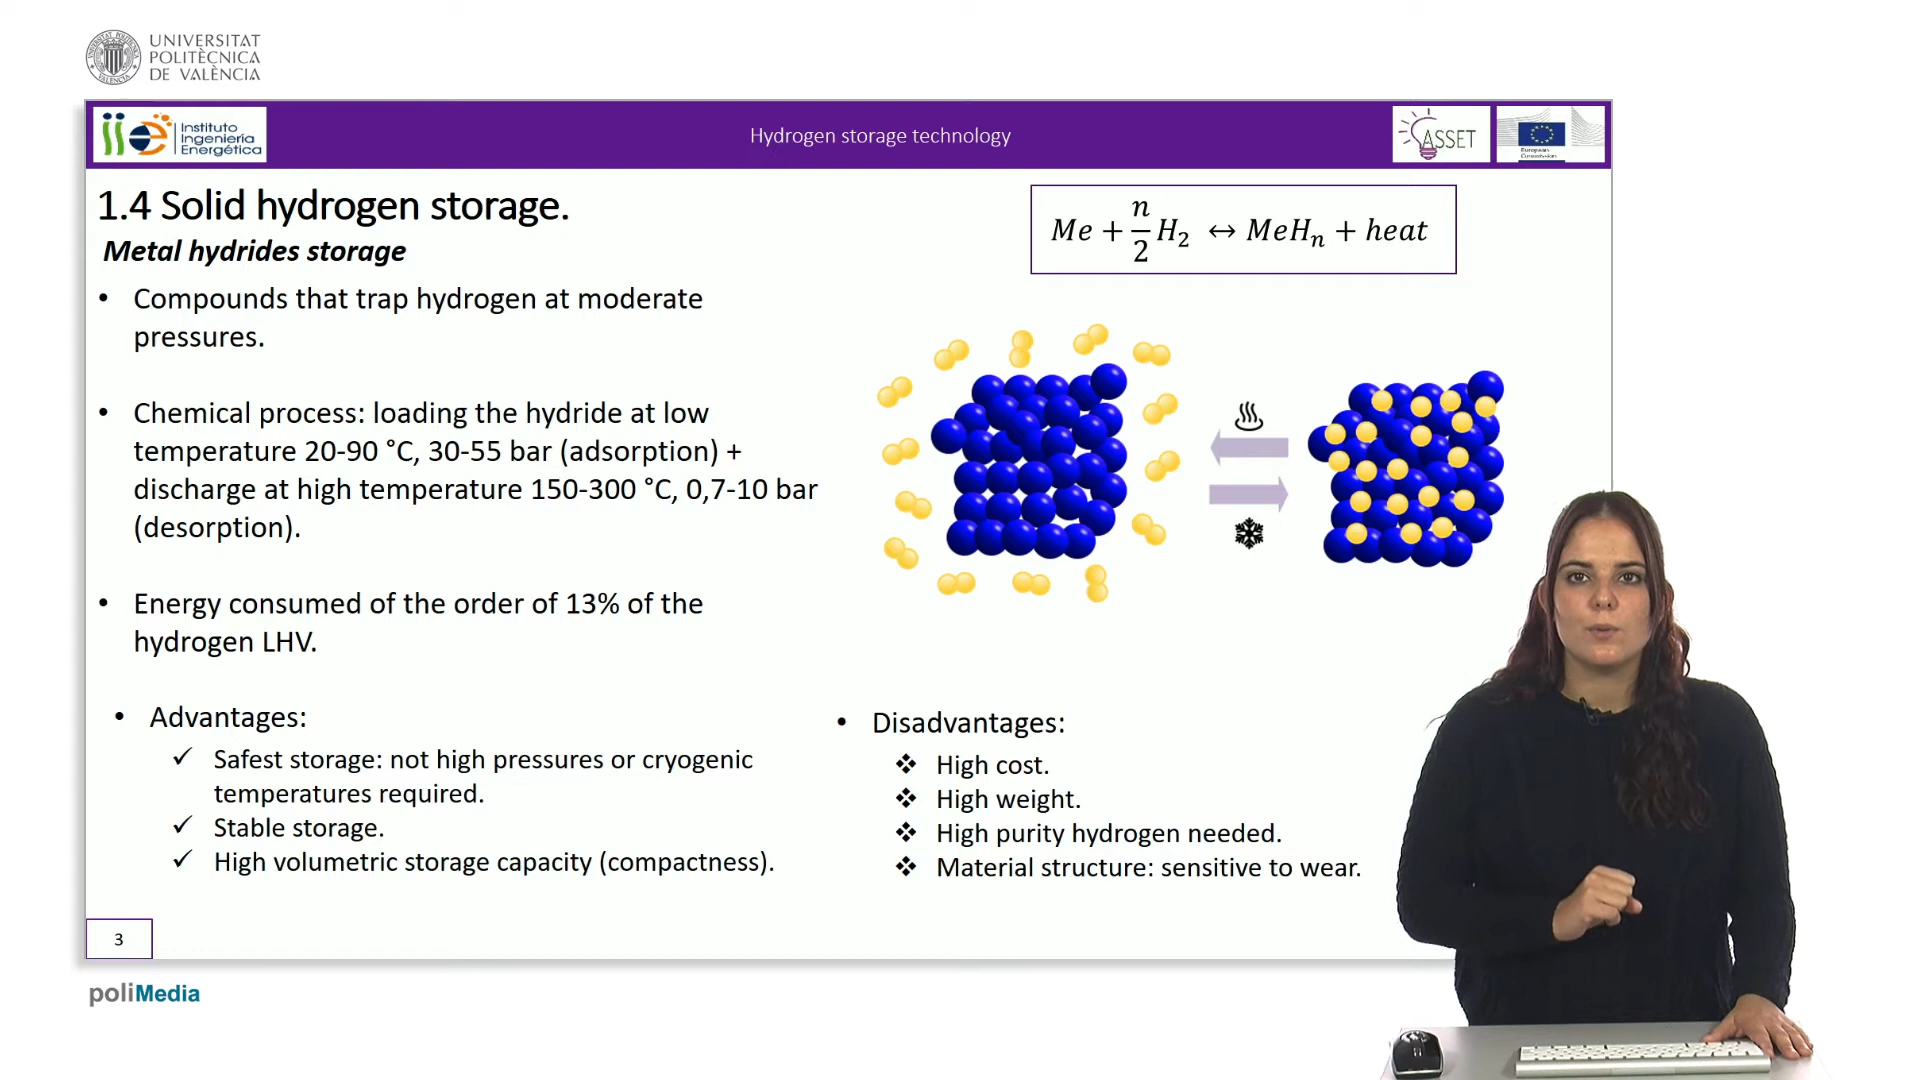 UNIVERSITAT
POLITÈCNICA
DE VALÈNCIA
iie
Instituto
Ingeniería
Energética
Hydrogen storage technology
ASSET
European
Commission
1.4 Solid hydrogen storage.
Metal hydrides storage
Me + n/2 H₂ ↔ MeHₙ + heat
• Compounds that trap hydrogen at moderate
pressures.
• Chemical process: loading the hydride at low
temperature 20-90 °C, 30-55 bar (adsorption) +
discharge at high temperature 150-300 °C, 0,7-10 bar
(desorption).
• Energy consumed of the order of 13% of the
hydrogen LHV.
• Advantages:
✓ Safest storage: not high pressures or cryogenic
temperatures required.
✓ Stable storage.
✓ High volumetric storage capacity (compactness).
• Disadvantages:
❖ High cost.
❖ High weight.
❖ High purity hydrogen needed.
❖ Material structure: sensitive to wear.
3
poliMedia